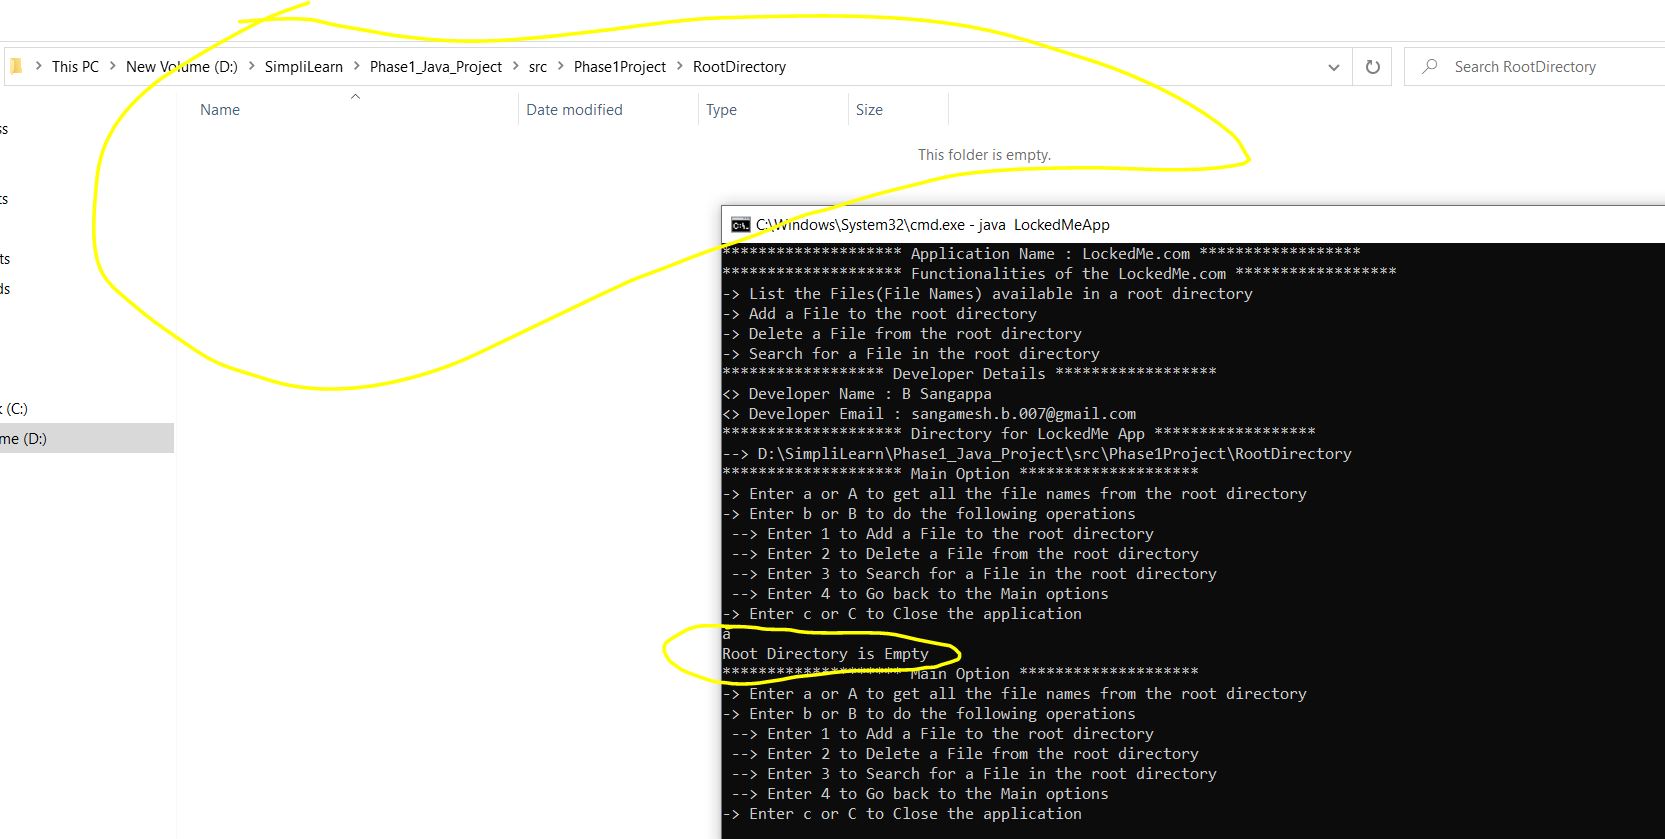 This PC > New Volume (D:) > SimpliLearn > Phase1_Java_Project > src > Phase1Project > RootDirectory
Search RootDirectory
Name Date modified Type Size
This folder is empty.
(C:)
me (D:)
C:\Windows\System32\cmd.exe - java  LockedMeApp
******************** Application Name : LockedMe.com ******************
******************** Functionalities of the LockedMe.com ******************
-> List the Files(File Names) available in a root directory
-> Add a File to the root directory
-> Delete a File from the root directory
-> Search for a File in the root directory
****************** Developer Details ******************
<> Developer Name : B Sangappa
<> Developer Email : sangamesh.b.007@gmail.com
******************** Directory for LockedMe App ******************
--> D:\SimpliLearn\Phase1_Java_Project\src\Phase1Project\RootDirectory
******************** Main Option ********************
-> Enter a or A to get all the file names from the root directory
-> Enter b or B to do the following operations
--> Enter 1 to Add a File to the root directory
--> Enter 2 to Delete a File from the root directory
--> Enter 3 to Search for a File in the root directory
--> Enter 4 to Go back to the Main options
-> Enter c or C to Close the application
a
Root Directory is Empty
******************** Main Option ********************
-> Enter a or A to get all the file names from the root directory
-> Enter b or B to do the following operations
--> Enter 1 to Add a File to the root directory
--> Enter 2 to Delete a File from the root directory
--> Enter 3 to Search for a File in the root directory
--> Enter 4 to Go back to the Main options
-> Enter c or C to Close the application